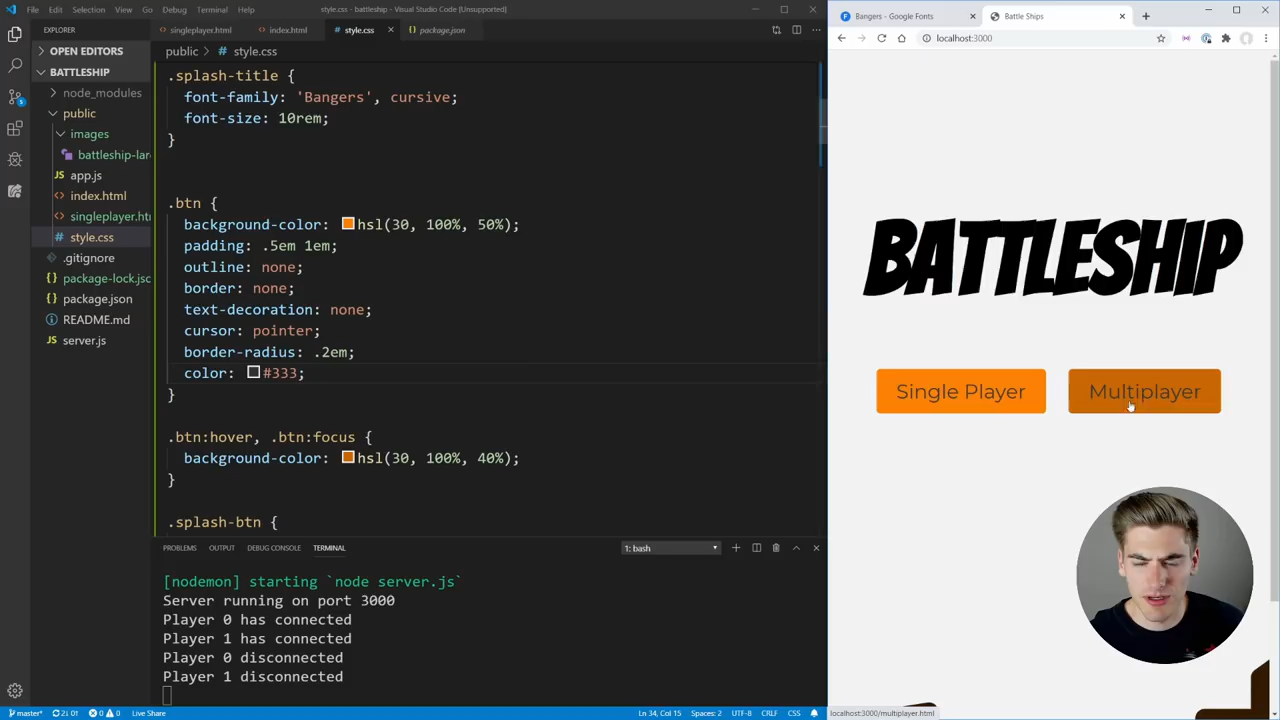 File Edit Selection View Go Debug Terminal Help
style.css - battleship - Visual Studio Code [Unsupported]
EXPLORER
OPEN EDITORS
BATTLESHIP
node_modules
public
images
battleship-lar
JS app.js
<> index.html
<> singleplayer.htr
# style.css
.gitignore
package-lock.jsc
package.json
README.md
JS server.js
singleplayer.html
index.html
style.css
package.json
public > # style.css
.splash-title {
font-family: 'Bangers', cursive;
font-size: 10rem;
}
.btn {
background-color: hsl(30, 100%, 50%);
padding: .5em 1em;
outline: none;
border: none;
text-decoration: none;
cursor: pointer;
border-radius: .2em;
color: #333;
}
.btn:hover, .btn:focus {
background-color: hsl(30, 100%, 40%);
}
.splash-btn {
PROBLEMS OUTPUT DEBUG CONSOLE TERMINAL
1: bash
[nodemon] starting `node server.js`
Server running on port 3000
Player 0 has connected
Player 1 has connected
Player 0 disconnected
Player 1 disconnected
master*
2↓ 0↑
0 0
Live Share
Ln 34, Col 15 Spaces: 2 UTF-8 CRLF CSS
Bangers - Google Fonts
Battle Ships
localhost:3000
BATTLESHIP
Single Player
Multiplayer
localhost:3000/multiplayer.html